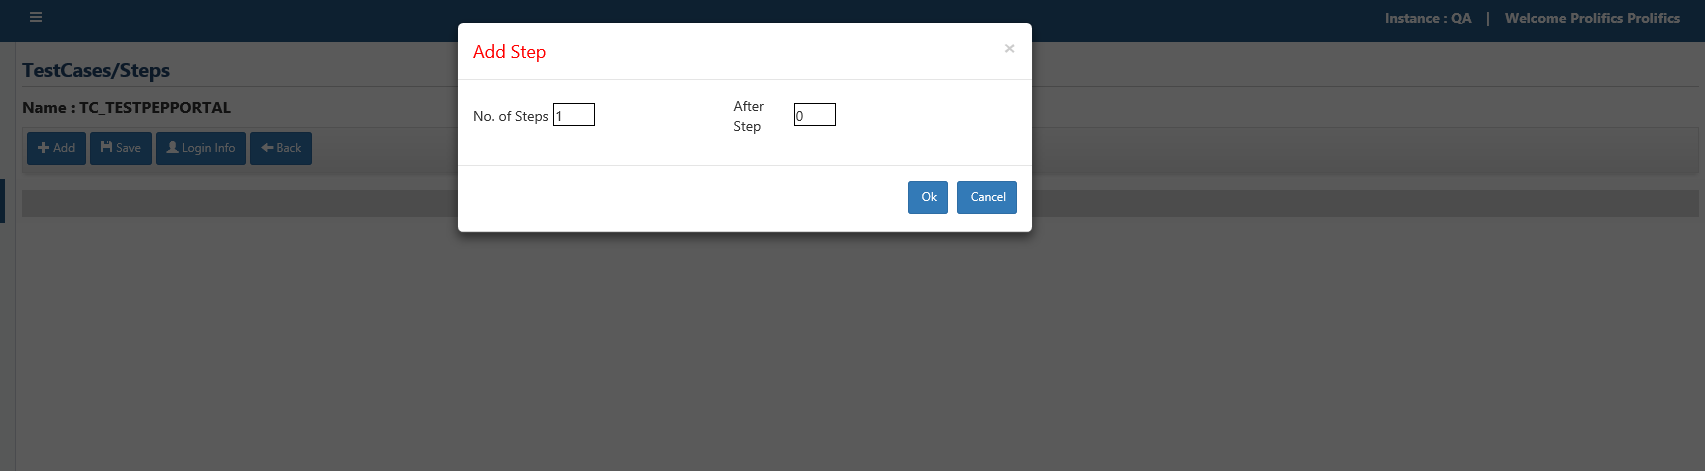 Instance : QA | Welcome Prolifics Prolifics
Add Step ×
TestCases/Steps
Name : TC_TESTPEPPORTAL
No. of Steps 1
After
Step
0
Add Save Login Info Back
Ok Cancel